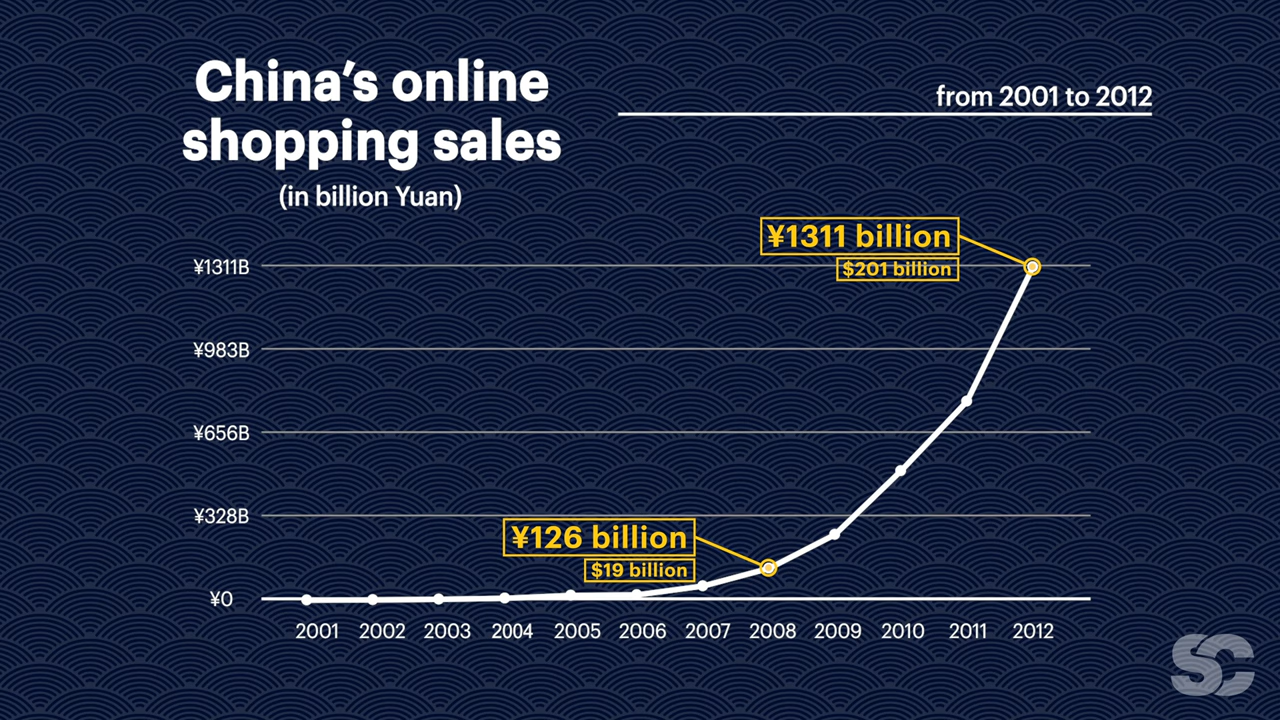 China's online
shopping sales
(in billion Yuan)
from 2001 to 2012
¥1311 billion
$201 billion
¥1311B
¥983B
¥656B
¥328B
¥126 billion
$19 billion
¥0
2001 2002 2003 2004 2005 2006 2007 2008 2009 2010 2011 2012
SC